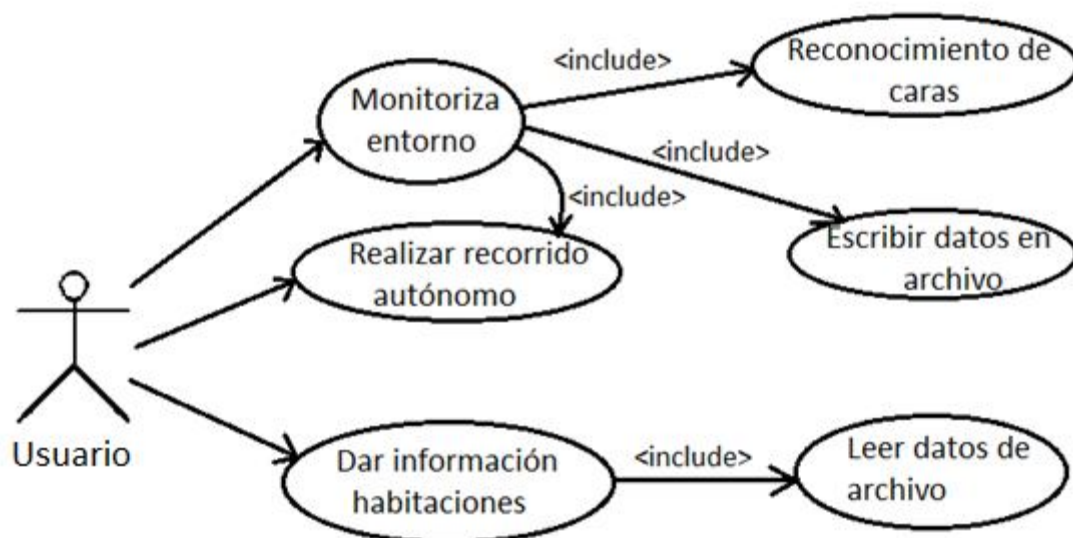 Reconocimiento de
caras
<include>
Monitoriza
entorno
<include>
<include>
Escribir datos en
archivo
Realizar recorrido
autónomo
Usuario
Dar información
habitaciones
<include>
Leer datos de
archivo